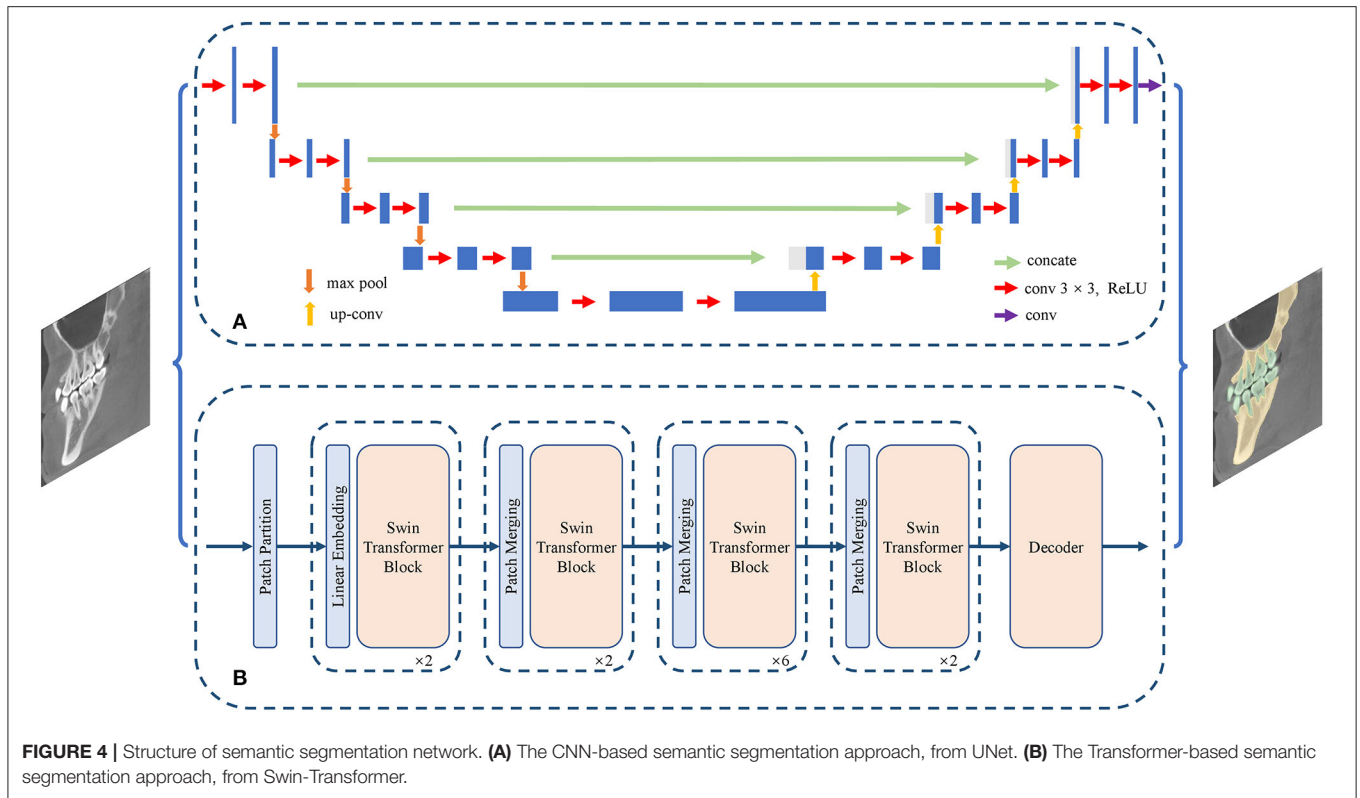 max pool
up-conv
A
concate
conv 3 × 3, ReLU
conv
Patch Partition
Linear Embedding
Swin
Transformer
Block
×2
Patch Merging
Swin
Transformer
Block
×2
Patch Merging
Swin
Transformer
Block
×6
Patch Merging
Swin
Transformer
Block
×2
Decoder
B
FIGURE 4 | Structure of semantic segmentation network. (A) The CNN-based semantic segmentation approach, from UNet. (B) The Transformer-based semantic
segmentation approach, from Swin-Transformer.